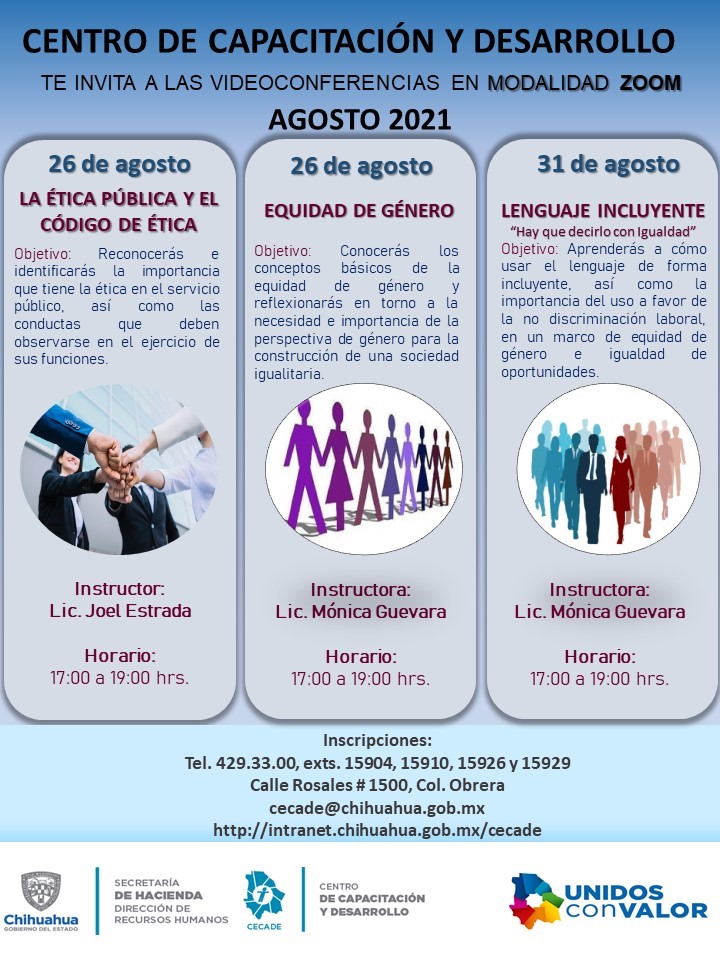 CENTRO DE CAPACITACIÓN Y DESARROLLO
TE INVITA A LAS VIDEOCONFERENCIAS EN MODALIDAD ZOOM
AGOSTO 2021
26 de agosto
LA ÉTICA PÚBLICA Y EL
CÓDIGO DE ÉTICA
Objetivo: Reconocerás e
identificarás la importancia
que tiene la ética en el servicio
público, así como las
conductas que deben
observarse en el ejercicio de
sus funciones.
Instructor:
Lic. Joel Estrada
Horario:
17:00 a 19:00 hrs.
26 de agosto
EQUIDAD DE GÉNERO
Objetivo: Conocerás los
conceptos básicos de la
equidad de género y
reflexionarás en torno a la
necesidad e importancia de la
perspectiva de género para la
construcción de una sociedad
igualitaria.
Instructora:
Lic. Mónica Guevara
Horario:
17:00 a 19:00 hrs.
31 de agosto
LENGUAJE INCLUYENTE
“Hay que decirlo con Igualdad”
Objetivo: Aprenderás a cómo
usar el lenguaje de forma
incluyente, así como la
importancia del uso a favor de
la no discriminación laboral,
en un marco de equidad de
género e igualdad de
oportunidades.
Instructora:
Lic. Mónica Guevara
Horario:
17:00 a 19:00 hrs.
Inscripciones:
Tel. 429.33.00, exts. 15904, 15910, 15926 y 15929
Calle Rosales # 1500, Col. Obrera
cecade@chihuahua.gob.mx
http://intranet.chihuahua.gob.mx/cecade
Chihuahua
GOBIERNO DEL ESTADO
SECRETARÍA
DE HACIENDA
DIRECCIÓN DE
RECURSOS HUMANOS
CECADE
CENTRO
DE CAPACITACIÓN
Y DESARROLLO
UNIDOS
conVALOR